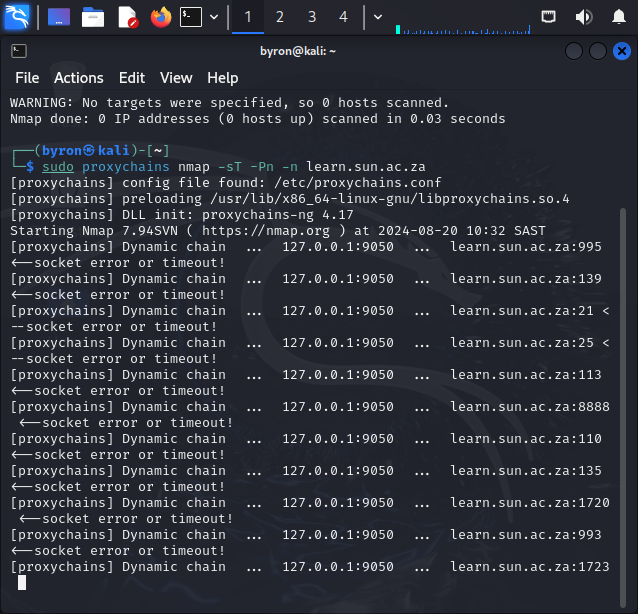 1 2 3 4
byron@kali: ~
File Actions Edit View Help
WARNING: No targets were specified, so 0 hosts scanned.
Nmap done: 0 IP addresses (0 hosts up) scanned in 0.03 seconds
┌──(byron㉿kali)-[~]
└─$ sudo proxychains nmap -sT -Pn -n learn.sun.ac.za
[proxychains] config file found: /etc/proxychains.conf
[proxychains] preloading /usr/lib/x86_64-linux-gnu/libproxychains.so.4
[proxychains] DLL init: proxychains-ng 4.17
Starting Nmap 7.94SVN ( https://nmap.org ) at 2024-08-20 10:32 SAST
[proxychains] Dynamic chain ... 127.0.0.1:9050 ... learn.sun.ac.za:995
<--socket error or timeout!
[proxychains] Dynamic chain ... 127.0.0.1:9050 ... learn.sun.ac.za:139
<--socket error or timeout!
[proxychains] Dynamic chain ... 127.0.0.1:9050 ... learn.sun.ac.za:21 <
--socket error or timeout!
[proxychains] Dynamic chain ... 127.0.0.1:9050 ... learn.sun.ac.za:25 <
--socket error or timeout!
[proxychains] Dynamic chain ... 127.0.0.1:9050 ... learn.sun.ac.za:113
<--socket error or timeout!
[proxychains] Dynamic chain ... 127.0.0.1:9050 ... learn.sun.ac.za:8888
<--socket error or timeout!
[proxychains] Dynamic chain ... 127.0.0.1:9050 ... learn.sun.ac.za:110
<--socket error or timeout!
[proxychains] Dynamic chain ... 127.0.0.1:9050 ... learn.sun.ac.za:135
<--socket error or timeout!
[proxychains] Dynamic chain ... 127.0.0.1:9050 ... learn.sun.ac.za:1720
<--socket error or timeout!
[proxychains] Dynamic chain ... 127.0.0.1:9050 ... learn.sun.ac.za:993
<--socket error or timeout!
[proxychains] Dynamic chain ... 127.0.0.1:9050 ... learn.sun.ac.za:1723